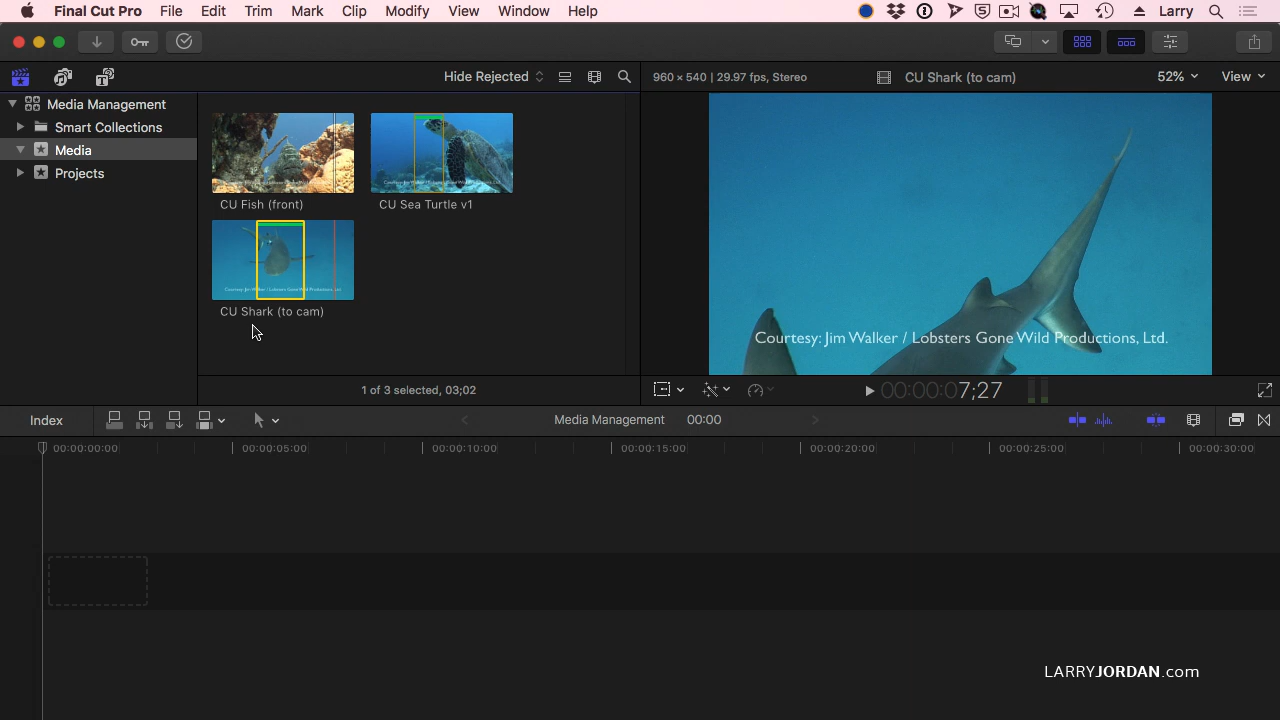 Final Cut Pro File Edit Trim Mark Clip Modify View Window Help Larry
Hide Rejected 960 × 540 | 29.97 fps, Stereo CU Shark (to cam) 52% View
Media Management
Smart Collections
Media
Projects
CU Fish (front) CU Sea Turtle v1
CU Shark (to cam)
Courtesy: Jim Walker / Lobsters Gone Wild Productions, Ltd.
1 of 3 selected, 03;02 00:00:07;27
Index Media Management 00:00
00:00:00:00 00:00:05:00 00:00:10:00 00:00:15:00 00:00:20:00 00:00:25:00 00:00:30:00
LARRYJORDAN.com